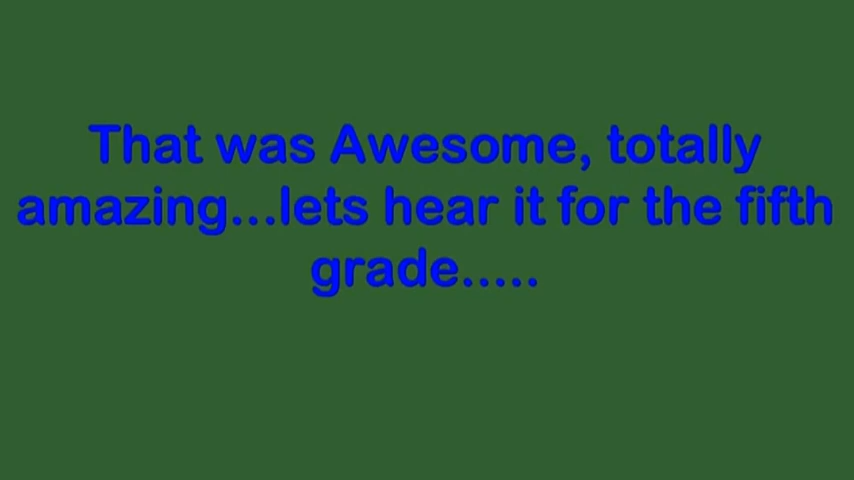 That was Awesome, totally
amazing...lets hear it for the fifth
grade.....